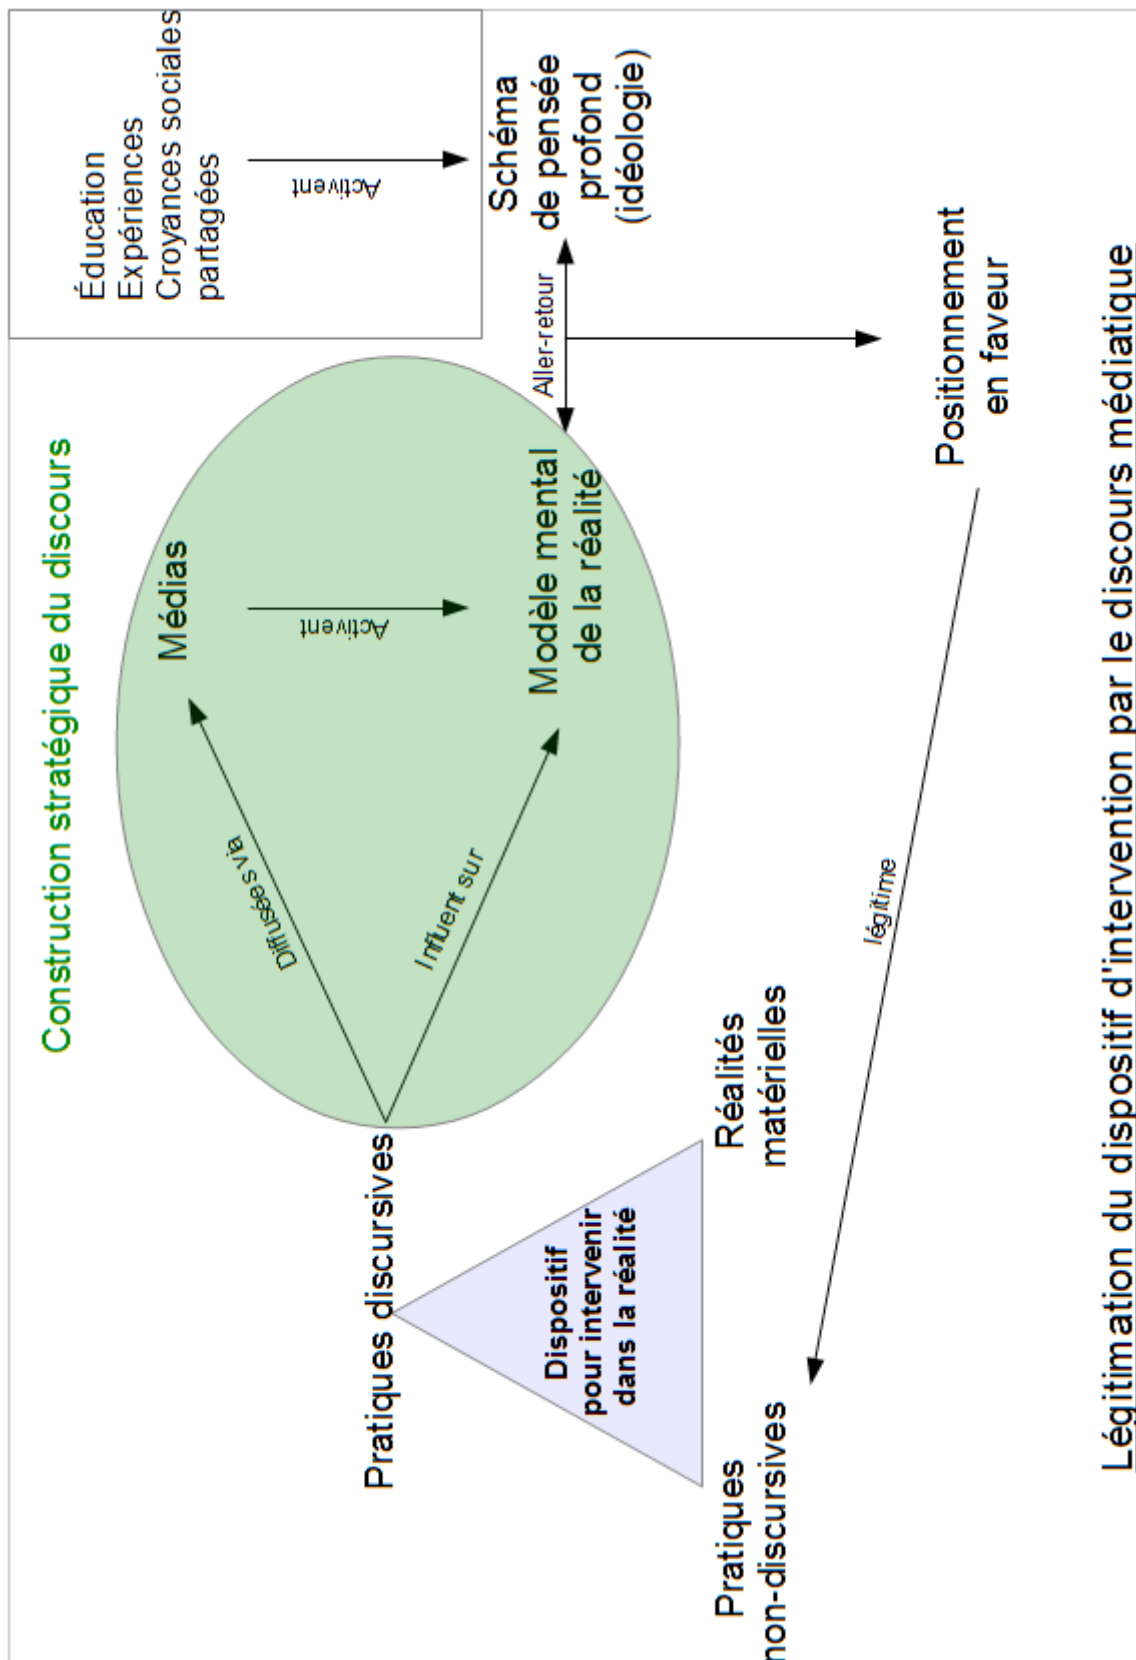 Construction stratégique du discours
Éducation
Expériences
Croyances sociales
partagées
Médias
Activent
Activent
Diffusées via
Influent sur
Pratiques discursives
Modèle mental
de la réalité
Aller-retour
Schéma
de pensée
profond
(idéologie)
Dispositif
pour intervenir
dans la réalité
Pratiques
non-discursives
Réalités
matérielles
légitime
Positionnement
en faveur
Légitimation du dispositif d'intervention par le discours médiatique